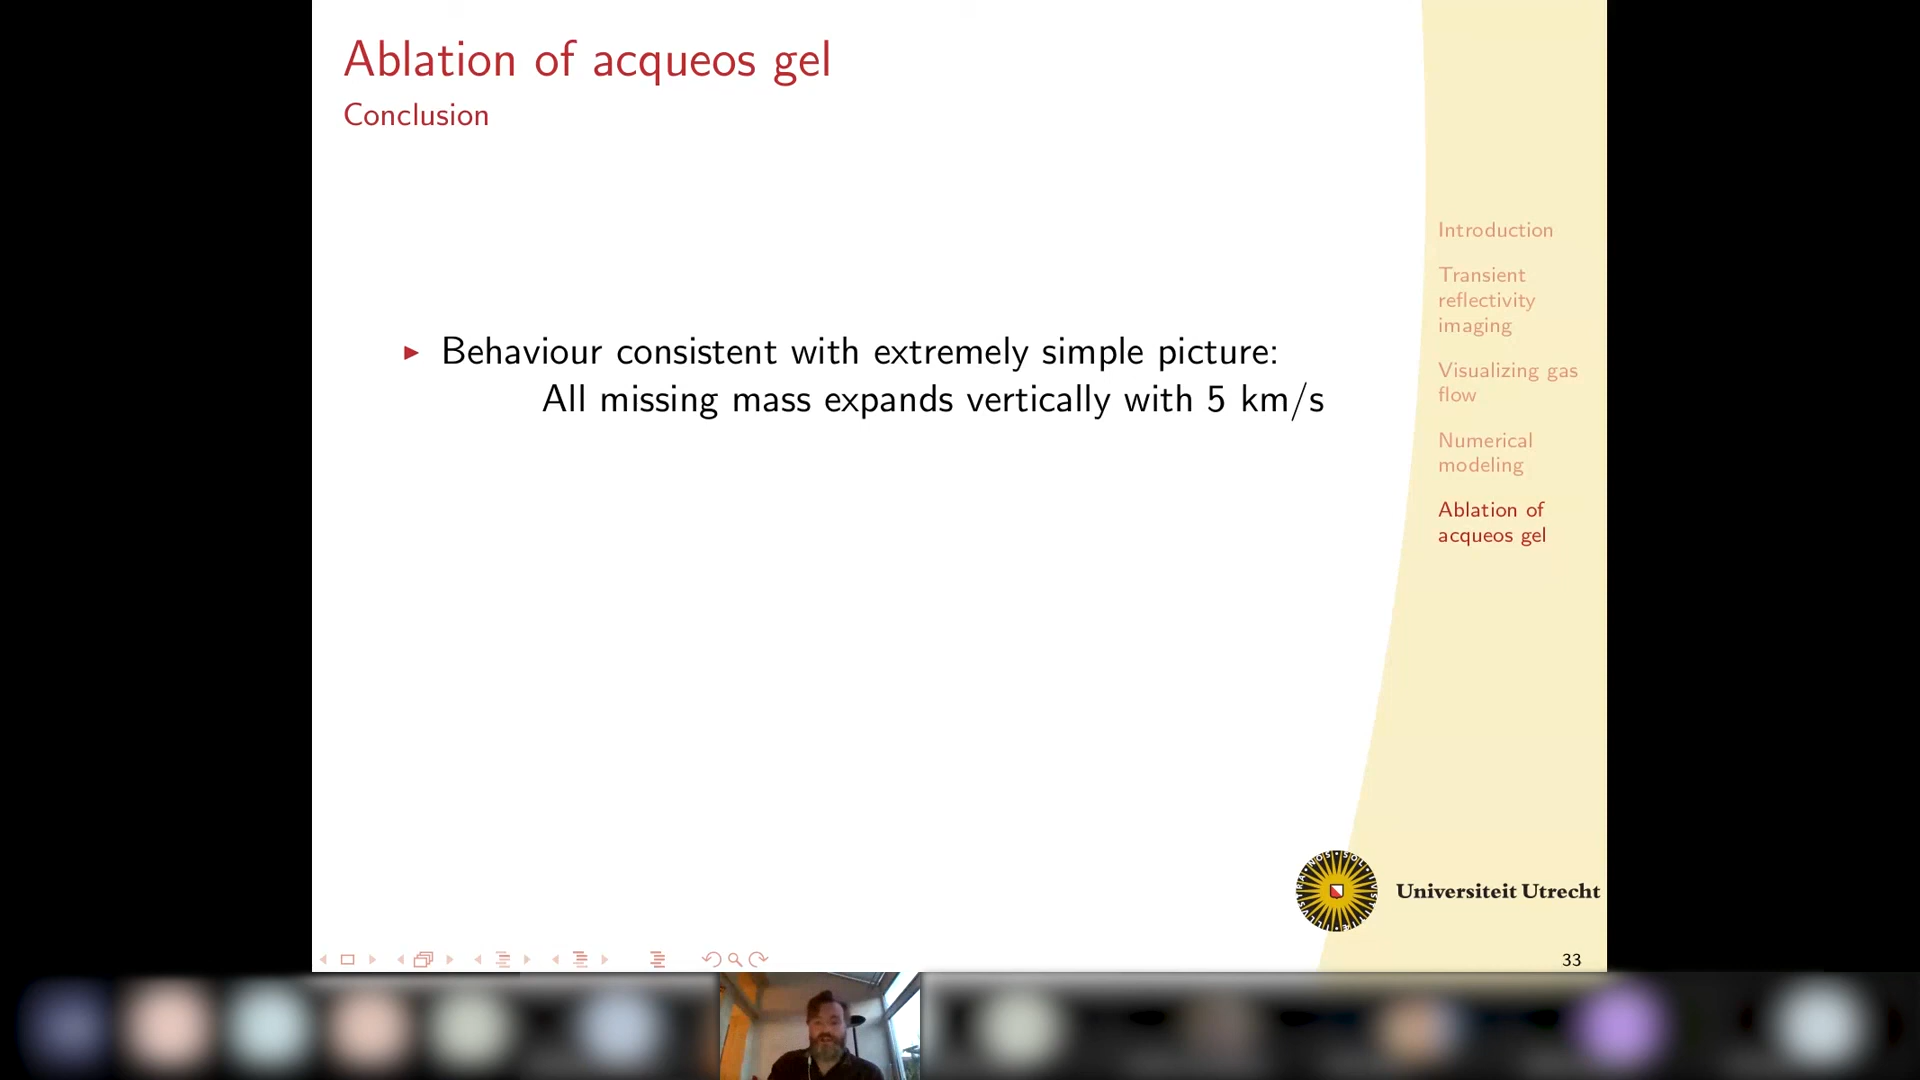 Ablation of acqueos gel
Conclusion
Behaviour consistent with extremely simple picture:
All missing mass expands vertically with 5 km/s
Introduction
Transient
reflectivity
imaging
Visualizing gas
flow
Numerical
modeling
Ablation of
acqueos gel
Universiteit Utrecht
33